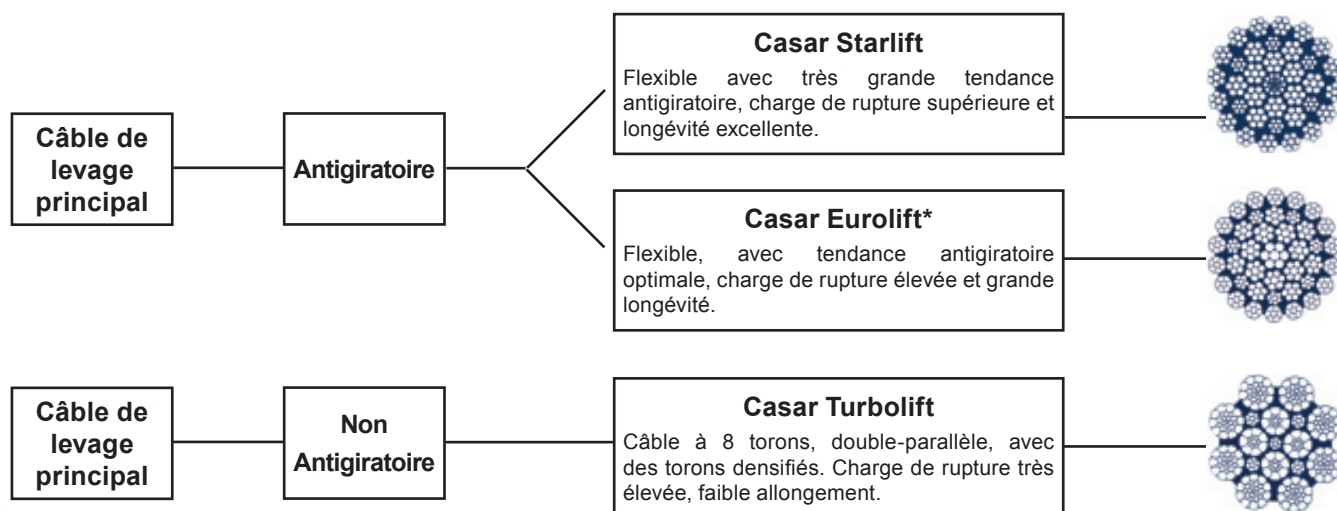 Câble de
levage
principal
Antigiratoire
Casar Starlift
Flexible avec très grande tendance
antigiratoire, charge de rupture supérieure et
longévité excellente.
Casar Eurolift*
Flexible, avec tendance antigiratoire
optimale, charge de rupture élevée et grande
longévité.
Câble de
levage
principal
Non
Antigiratoire
Casar Turbolift
Câble à 8 torons, double-parallèle, avec
des torons densifiés. Charge de rupture très
élevée, faible allongement.